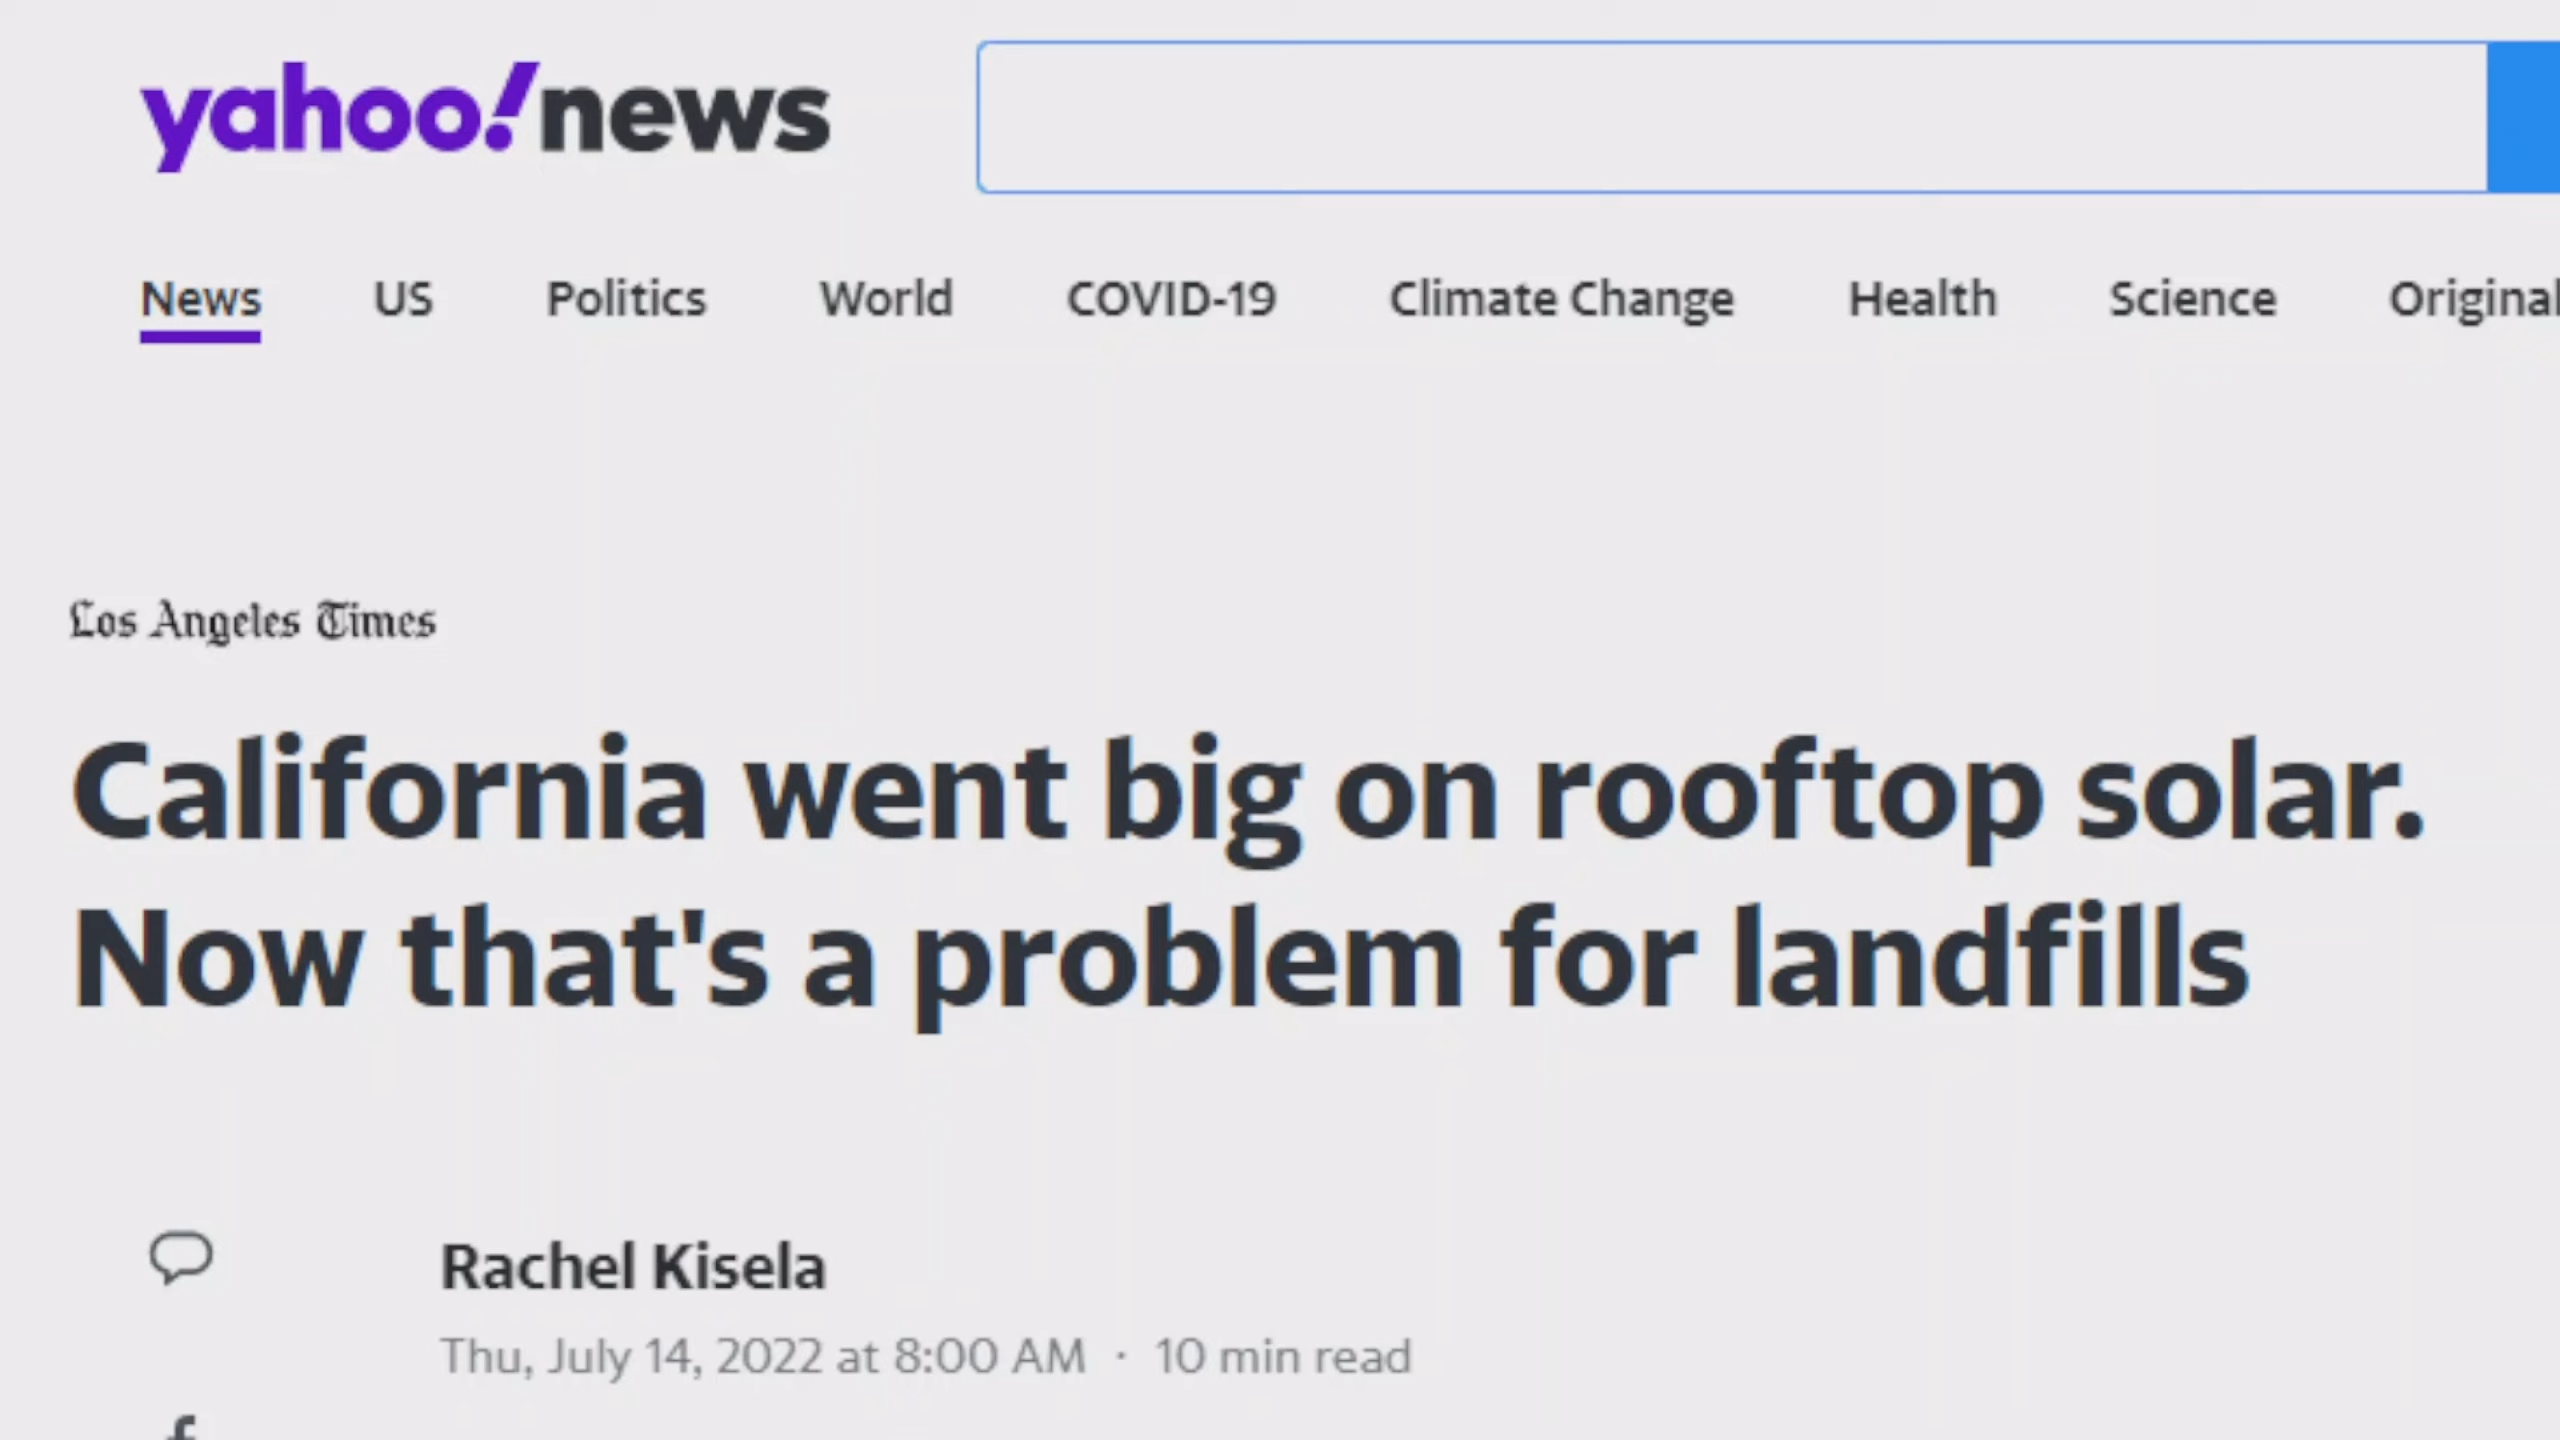 yahoo!news
News US Politics World COVID-19 Climate Change Health Science Original
Los Angeles Times
California went big on rooftop solar.
Now that's a problem for landfills
Rachel Kisela
Thu, July 14, 2022 at 8:00 AM · 10 min read